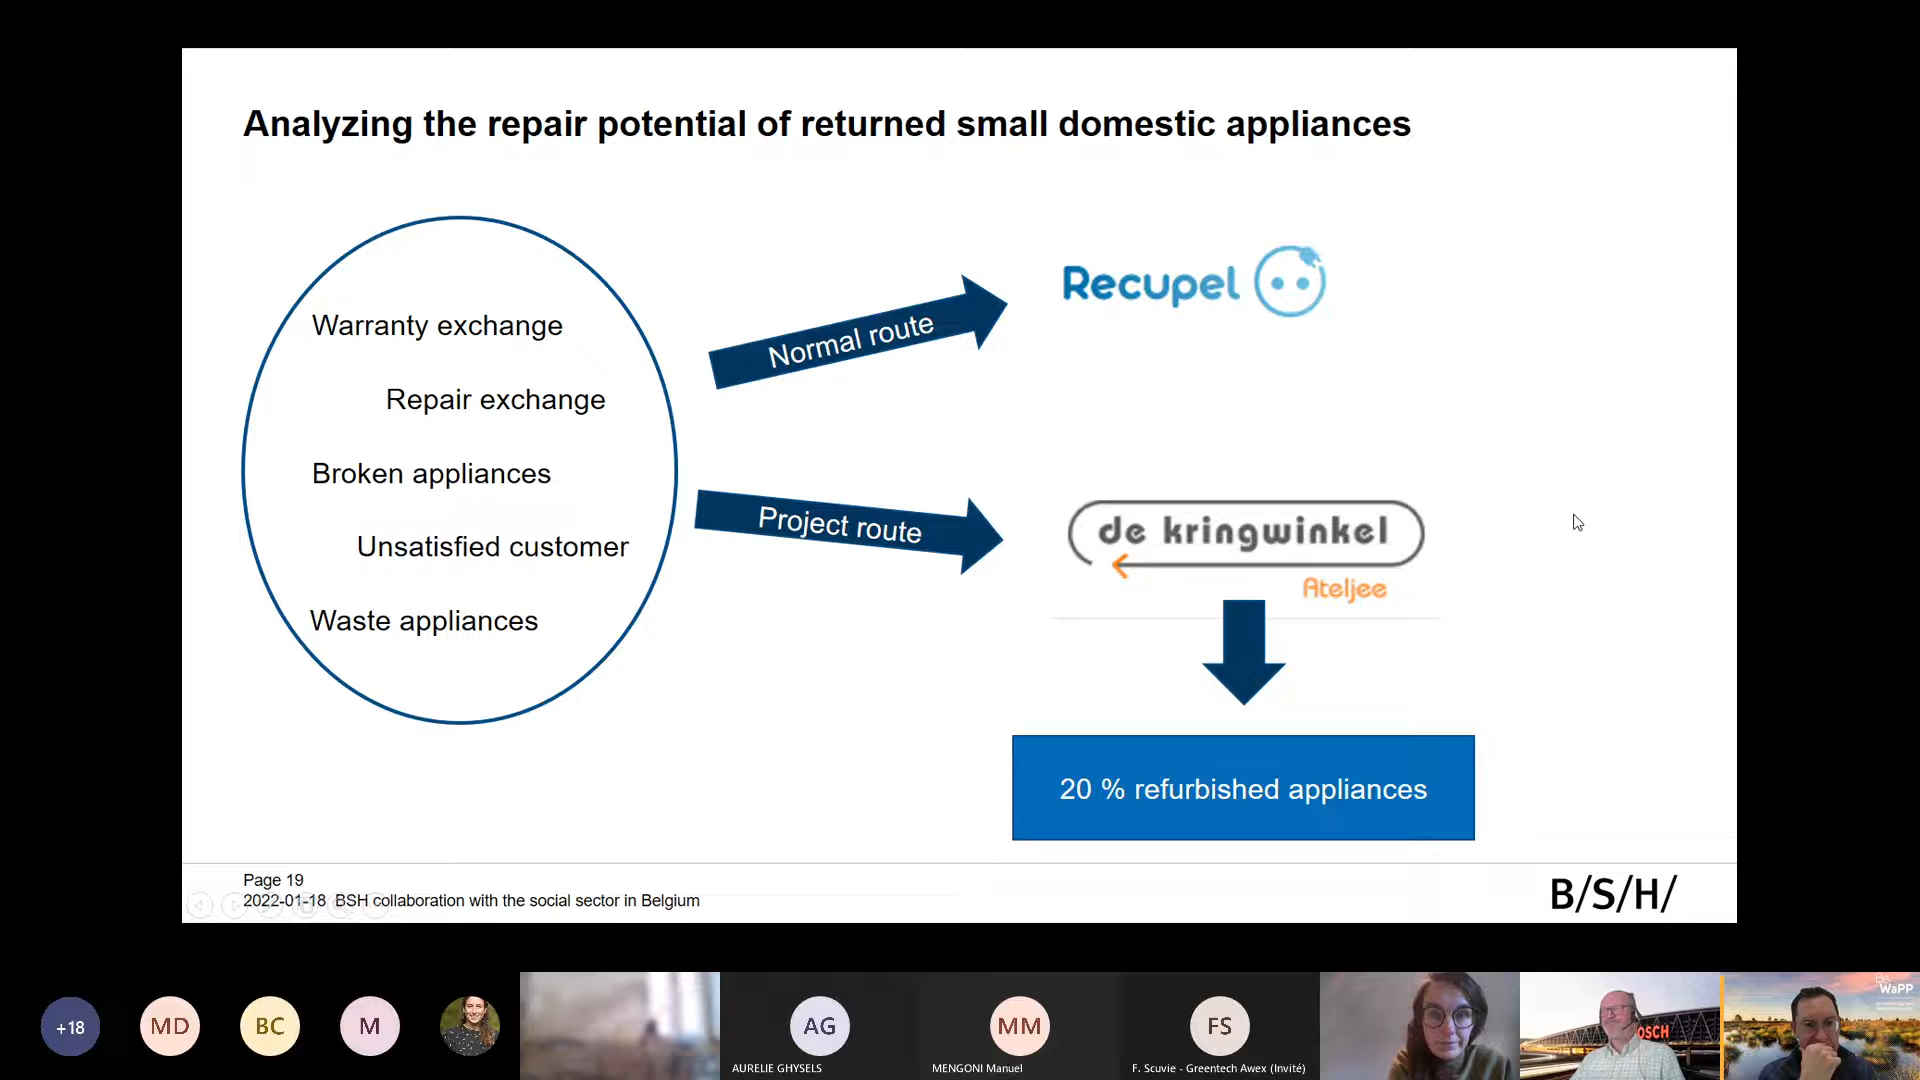 Analyzing the repair potential of returned small domestic appliances
Warranty exchange
Repair exchange
Broken appliances
Unsatisfied customer
Waste appliances
Normal route
Project route
Recupel
de kringwinkel
Ateljee
20 % refurbished appliances
Page 19
2022-01-18 BSH collaboration with the social sector in Belgium
B/S/H/
+18
MD
BC
M
AG
AURELIE GHYSELS
MM
MENGONI Manuel
FS
F. Scuvie - Greentech Awex (Invité)
OSCH
WaPP